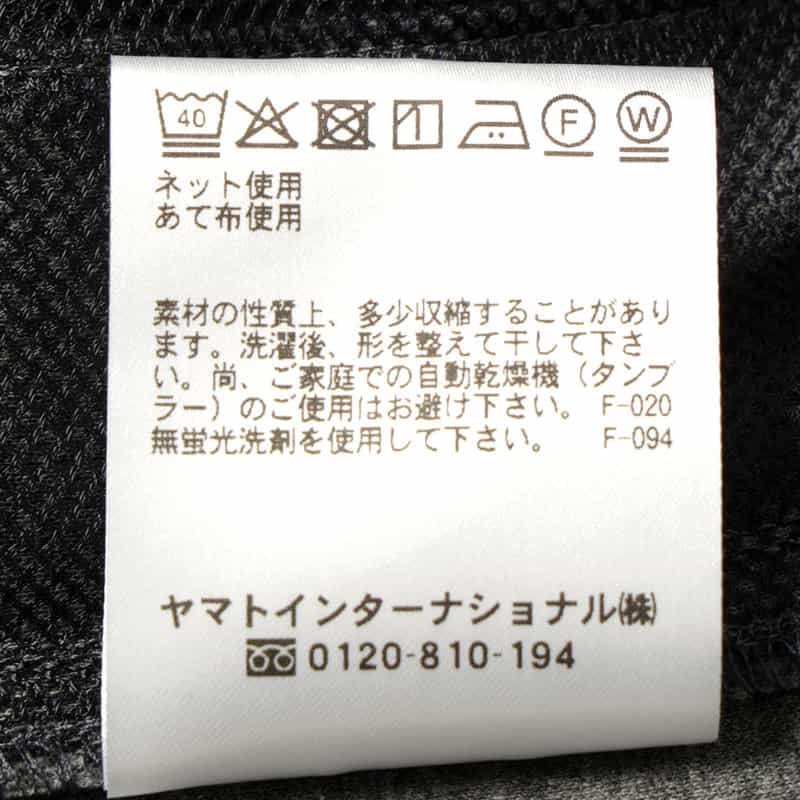 40 F W
ネット使用
あて布使用
素材の性質上、多少収縮することがあり
ます。洗濯後、形を整えて干して下さ
い。尚、ご家庭での自動乾燥機（タンブ
ラー）のご使用はお避け下さい。 F-020
無蛍光洗剤を使用して下さい。 F-094
ヤマトインターナショナル㈱
0120-810-194